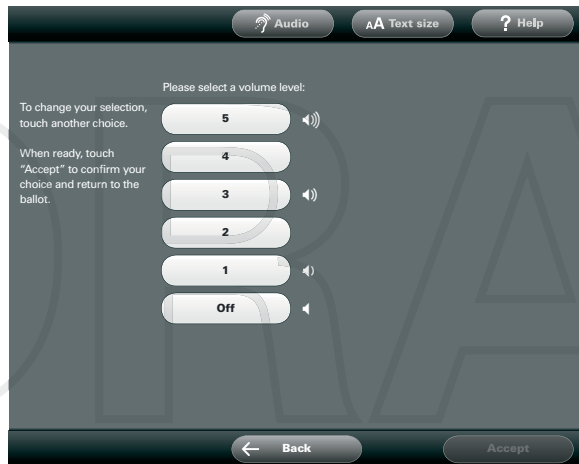 Audio
AA Text size
? Help
Please select a volume level:
To change your selection,
touch another choice.
When ready, touch
“Accept” to confirm your
choice and return to the
ballot.
5
4
3
2
1
Off
Back
Accept